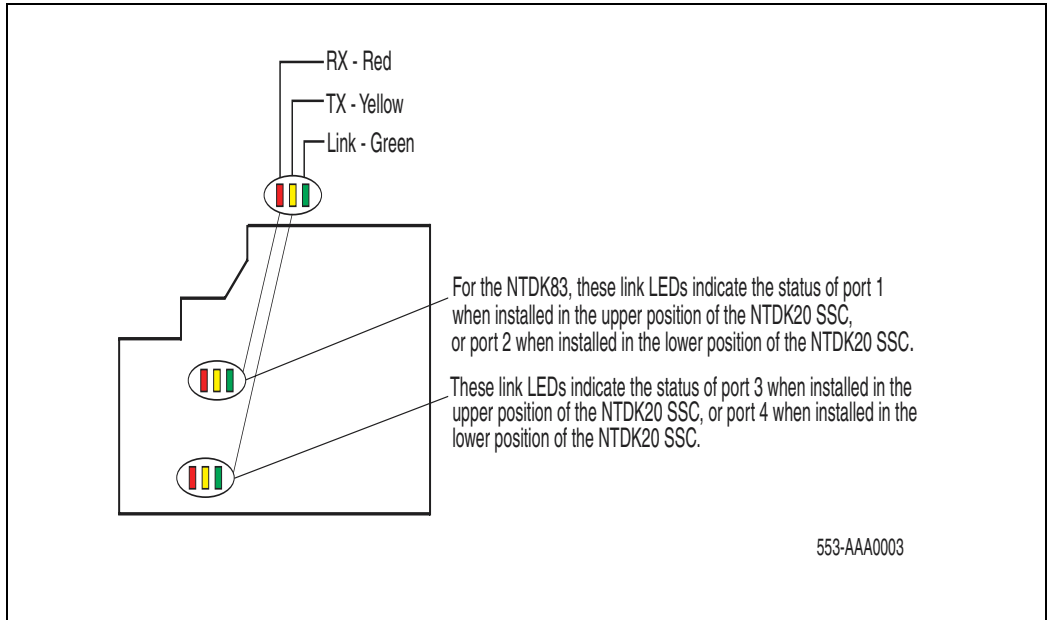 RX - Red
TX - Yellow
Link - Green
For the NTDK83, these link LEDs indicate the status of port 1
when installed in the upper position of the NTDK20 SSC,
or port 2 when installed in the lower position of the NTDK20 SSC.
These link LEDs indicate the status of port 3 when installed in the
upper position of the NTDK20 SSC, or port 4 when installed in the
lower position of the NTDK20 SSC.
553-AAA0003